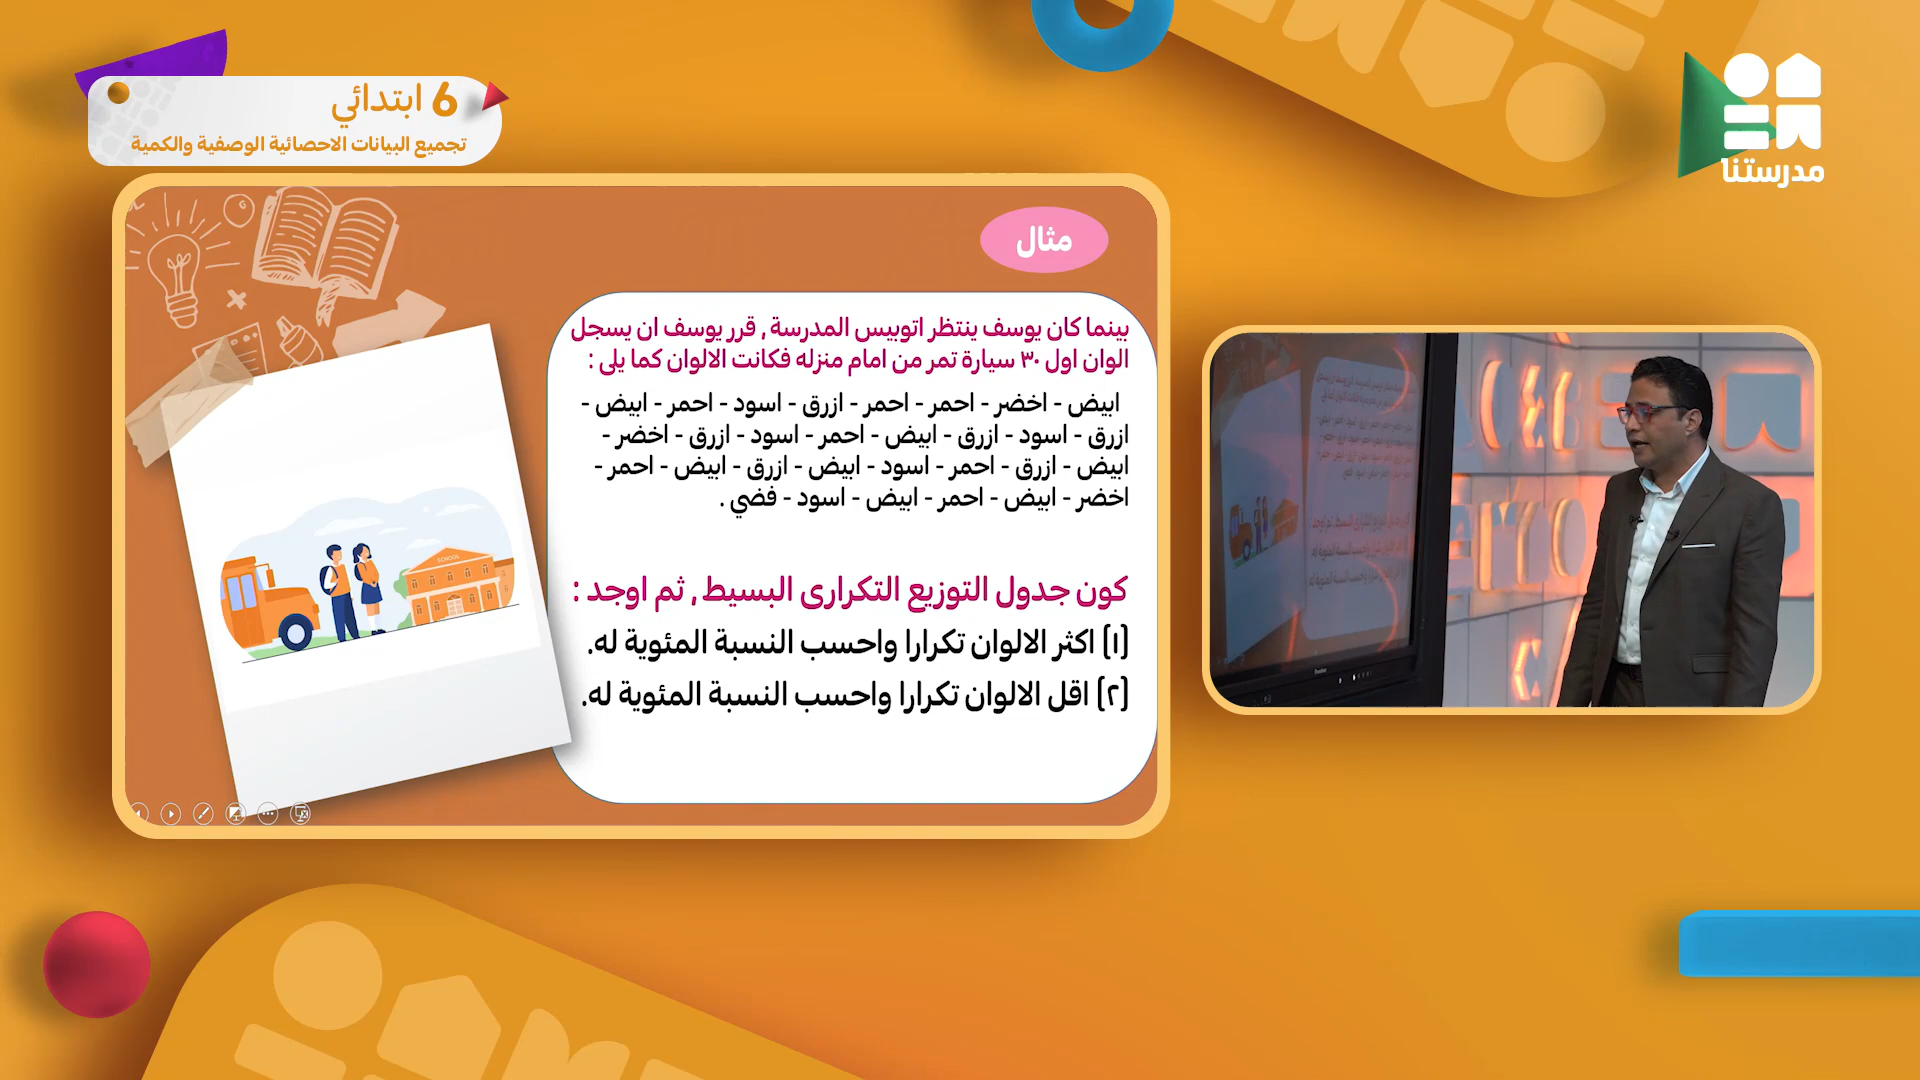 6 ابتدائي
تجميع البيانات الاحصائية الوصفية والكمية
مدرستنا
مثال
بينما كان يوسف ينتظر اتوبيس المدرسة , قرر يوسف ان يسجل
الوان اول ٣٠ سيارة تمر من امام منزله فكانت الالوان كما يلى :
ابيض - اخضر - احمر - احمر - ازرق - اسود - احمر - ابيض -
ازرق - اسود - ازرق - ابيض - احمر - اسود - ازرق - اخضر -
ابيض - ازرق - احمر - اسود - ابيض - ازرق - ابيض - احمر -
اخضر - ابيض - احمر - ابيض - اسود - فضي .
كون جدول التوزيع التكرارى البسيط , ثم اوجد :
(١) اكثر الالوان تكرارا واحسب النسبة المئوية له.
(٢) اقل الالوان تكرارا واحسب النسبة المئوية له.
SCHOOL